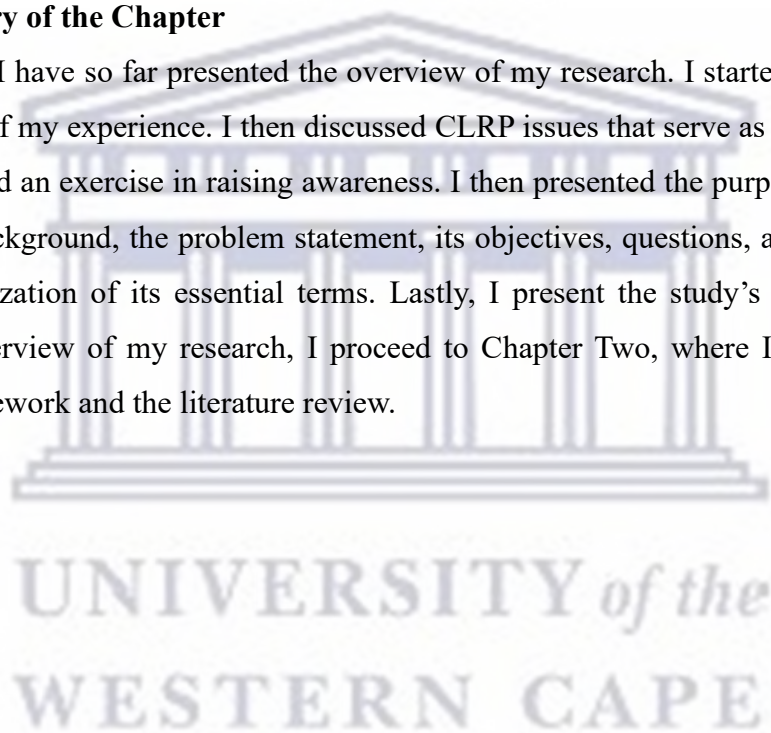 ry of the Chapter
I have so far presented the overview of my research. I starte
f my experience. I then discussed CLRP issues that serve as
d an exercise in raising awareness. I then presented the purp
ckground, the problem statement, its objectives, questions, a
zation of its essential terms. Lastly, I present the study’s
erview of my research, I proceed to Chapter Two, where I
ework and the literature review.
UNIVERSITY of the
WESTERN CAPE